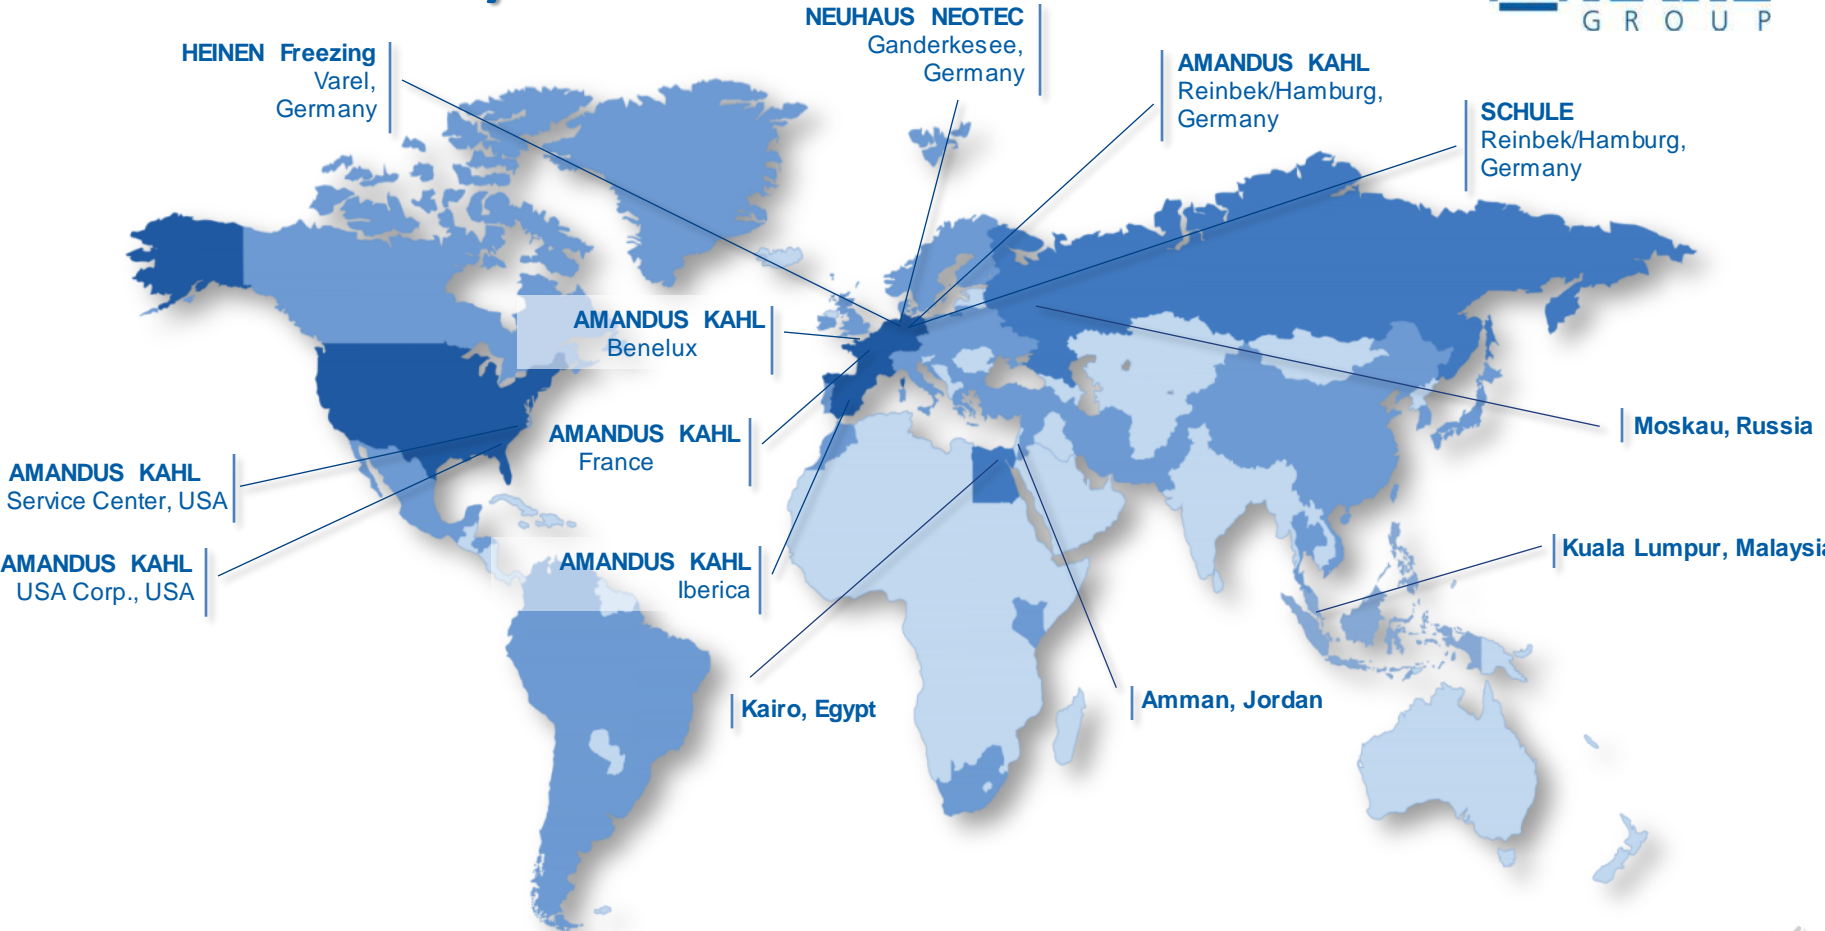 GROUP
NEUHAUS NEOTEC
Ganderkesee,
Germany
HEINEN Freezing
Varel,
Germany
AMANDUS KAHL
Reinbek/Hamburg,
Germany
SCHULE
Reinbek/Hamburg,
Germany
AMANDUS KAHL
Benelux
AMANDUS KAHL
France
Moskau, Russia
AMANDUS KAHL
Service Center, USA
AMANDUS KAHL
USA Corp., USA
AMANDUS KAHL
Iberica
Kuala Lumpur, Malaysia
Kairo, Egypt
Amman, Jordan